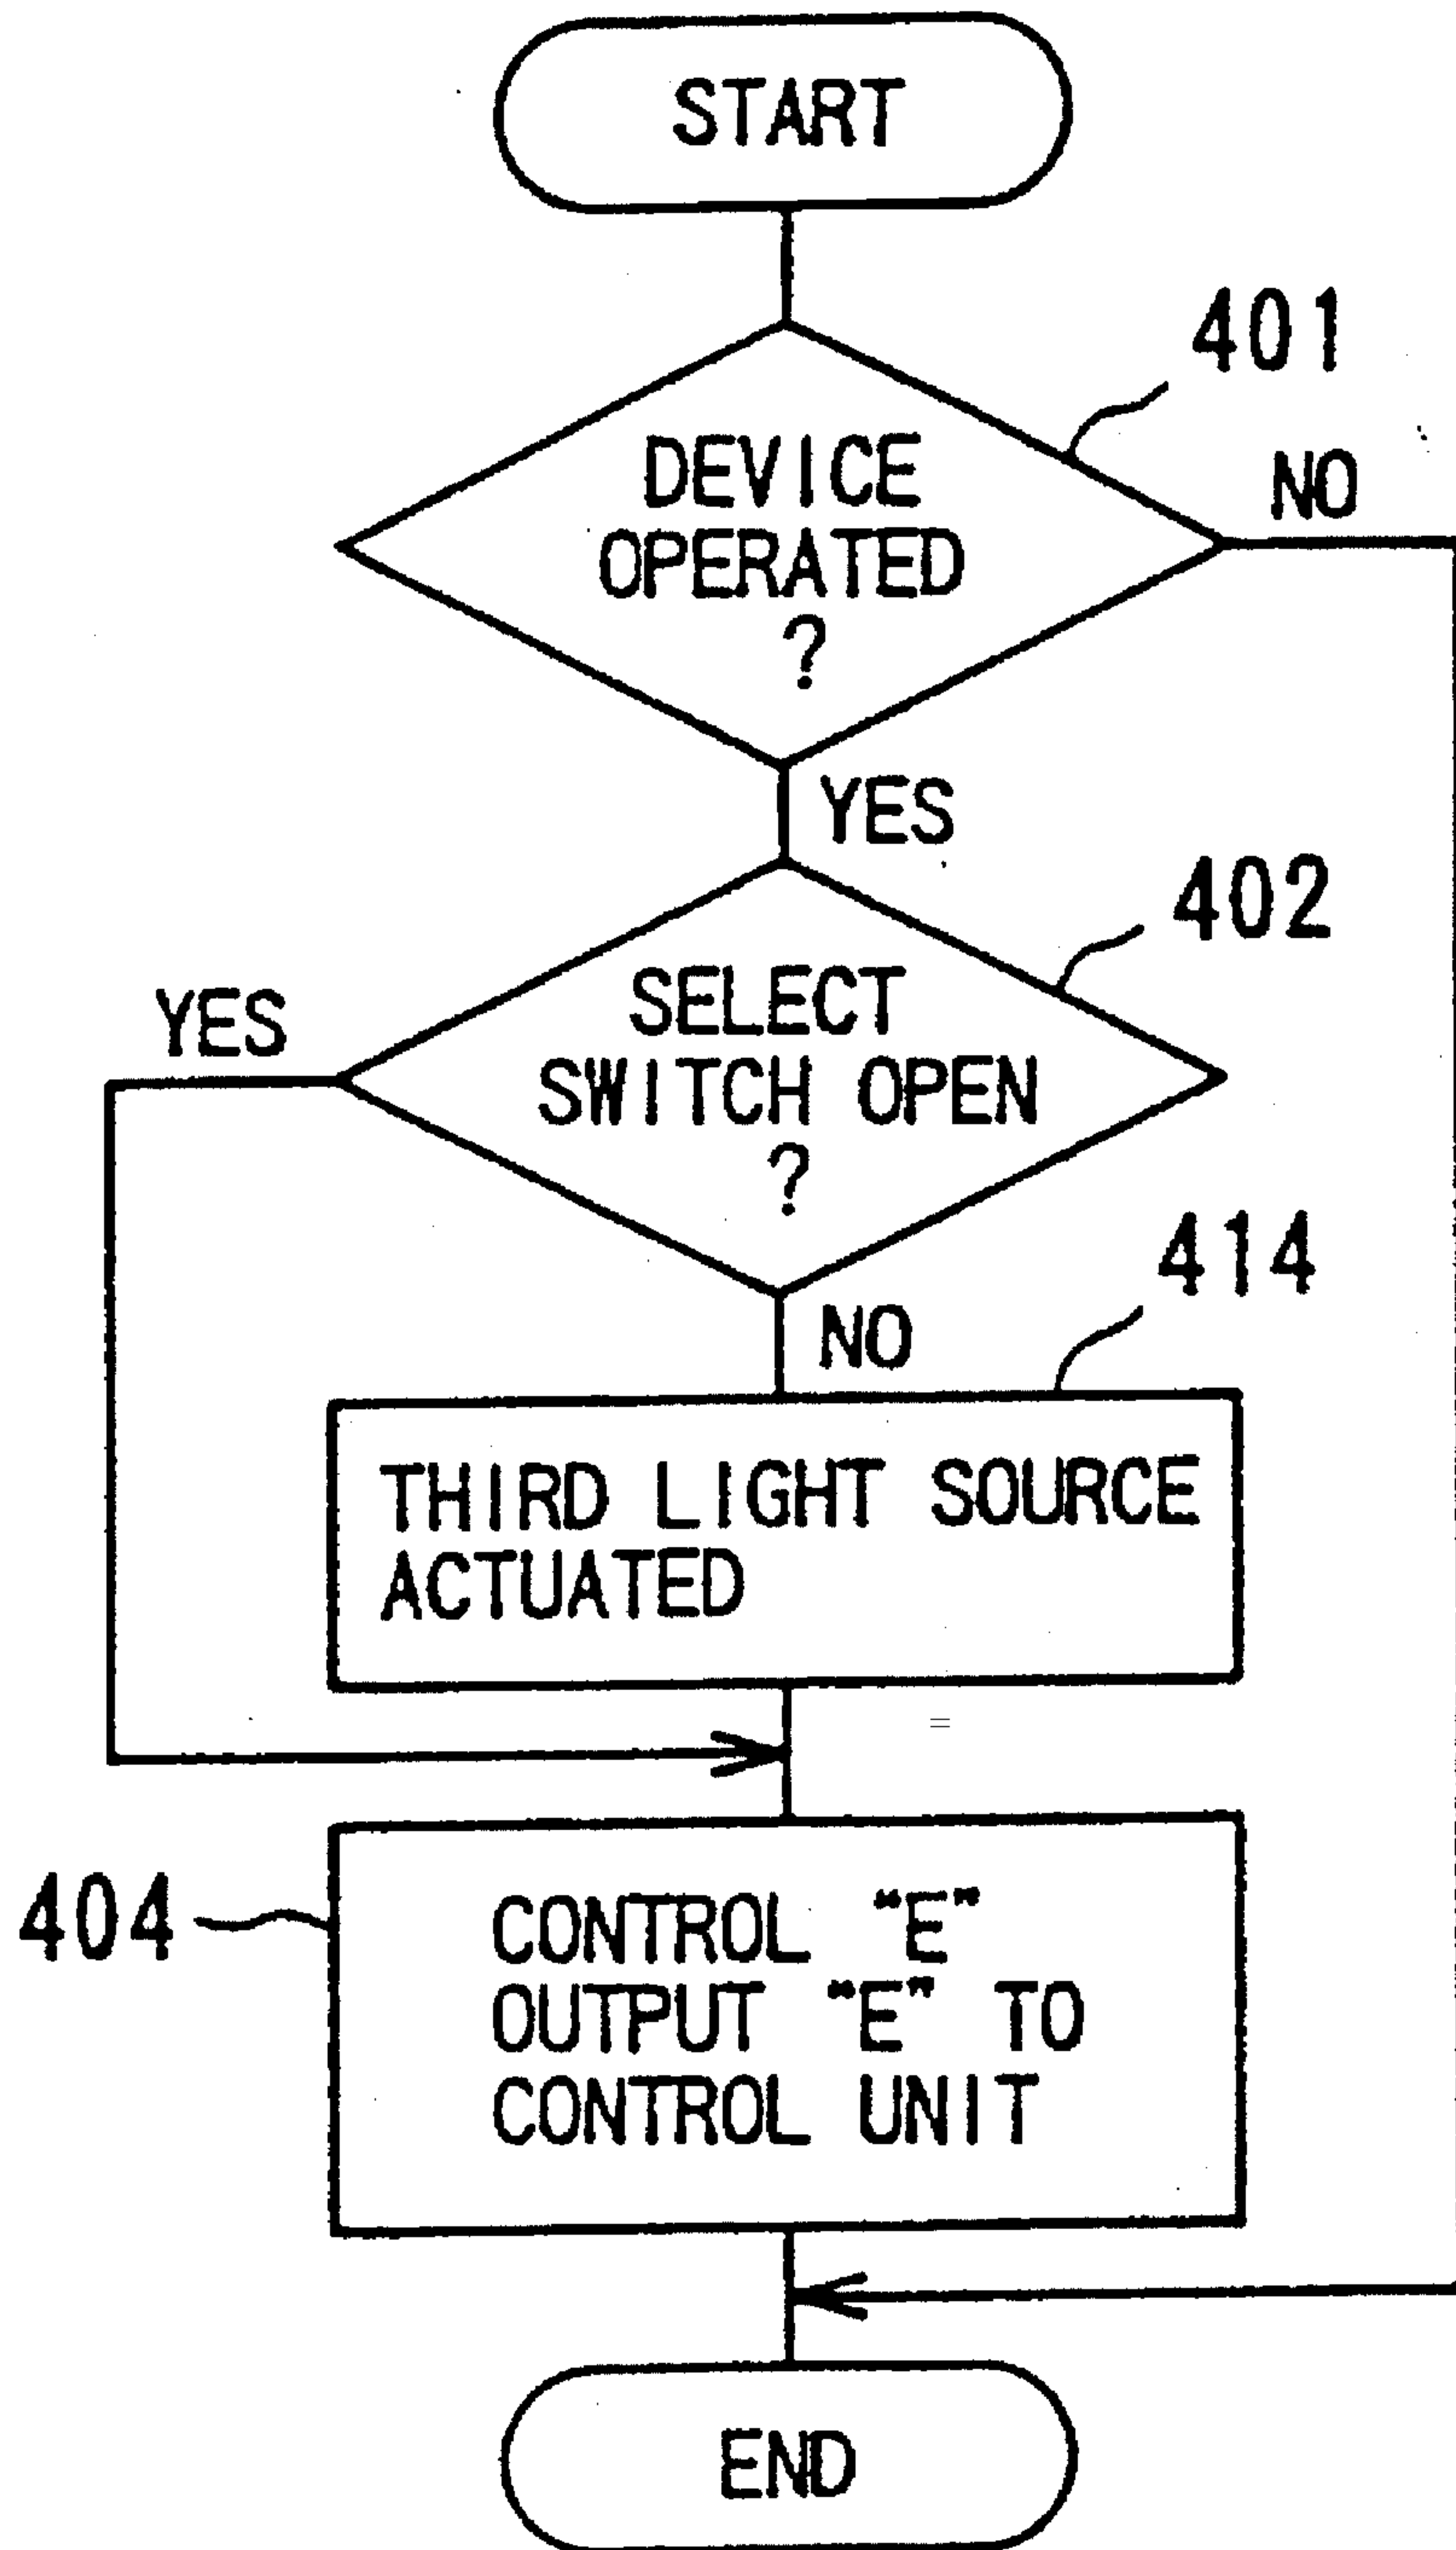 START
401
DEVICE
OPERATED
?
NO
YES
402
SELECT
SWITCH OPEN
?
YES
NO
414
THIRD LIGHT SOURCE
ACTUATED
404
CONTROL "E"
OUTPUT "E" TO
CONTROL UNIT
END